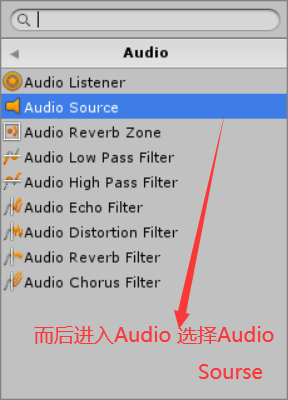 Audio
Audio Listener
Audio Source
Audio Reverb Zone
Audio Low Pass Filter
Audio High Pass Filter
Audio Echo Filter
Audio Distortion Filter
Audio Reverb Filter
Audio Chorus Filter
而后进入Audio 选择Audio
Sourse